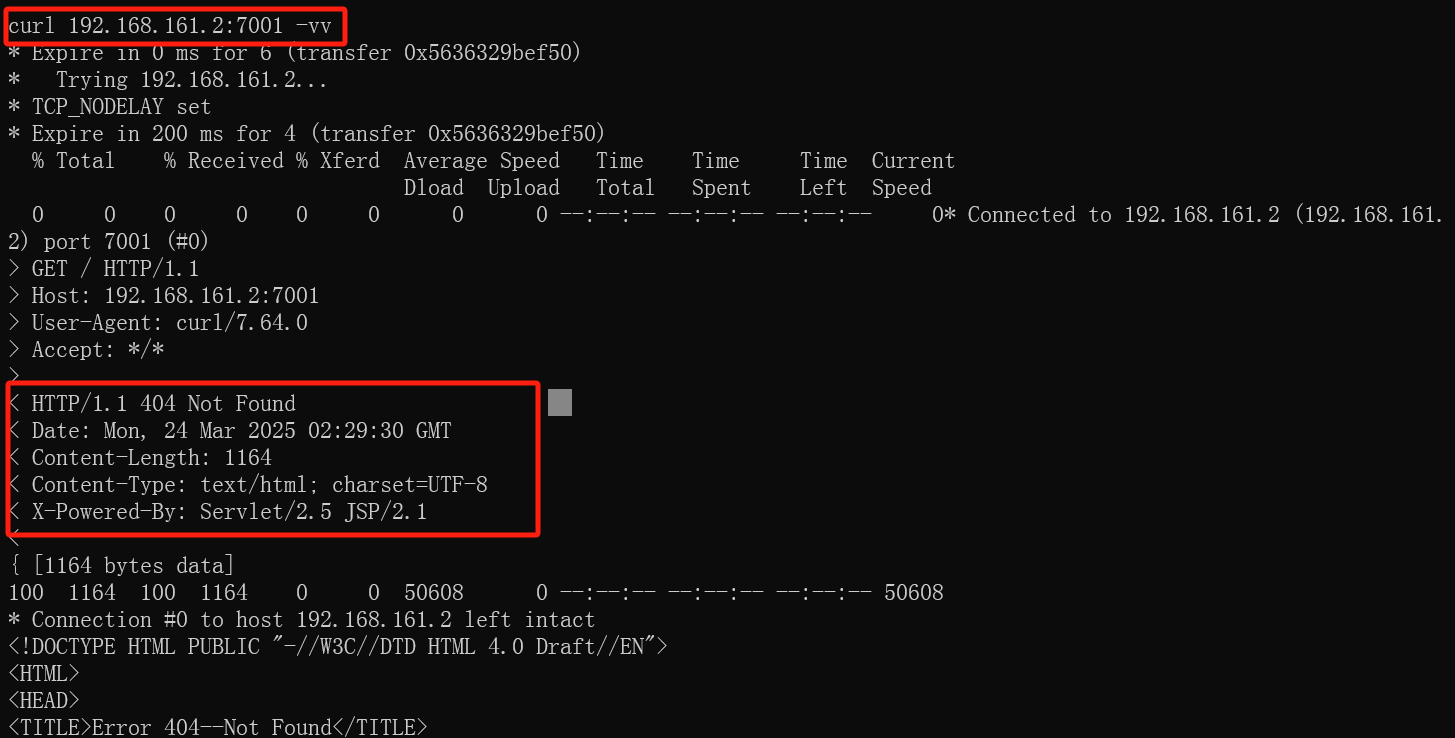 curl 192.168.161.2:7001 -vv
* Expire in 0 ms for 6 (transfer 0x5636329bef50)
*   Trying 192.168.161.2...
* TCP_NODELAY set
* Expire in 200 ms for 4 (transfer 0x5636329bef50)
  % Total    % Received % Xferd  Average Speed   Time    Time     Time  Current
                                 Dload  Upload   Total   Spent    Left  Speed
  0     0    0     0    0     0      0      0 --:--:-- --:--:-- --:--:--     0* Connected to 192.168.161.
2) port 7001 (#0)
> GET / HTTP/1.1
> Host: 192.168.161.2:7001
> User-Agent: curl/7.64.0
> Accept: */*
>
< HTTP/1.1 404 Not Found
< Date: Mon, 24 Mar 2025 02:29:30 GMT
< Content-Length: 1164
< Content-Type: text/html; charset=UTF-8
< X-Powered-By: Servlet/2.5 JSP/2.1
<
{ [1164 bytes data]
100  1164  100  1164    0     0  50608      0 --:--:-- --:--:-- --:--:-- 50608
* Connection #0 to host 192.168.161.2 left intact
<!DOCTYPE HTML PUBLIC "-//W3C//DTD HTML 4.0 Draft//EN">
<HTML>
<HEAD>
<TITLE>Error 404--Not Found</TITLE>